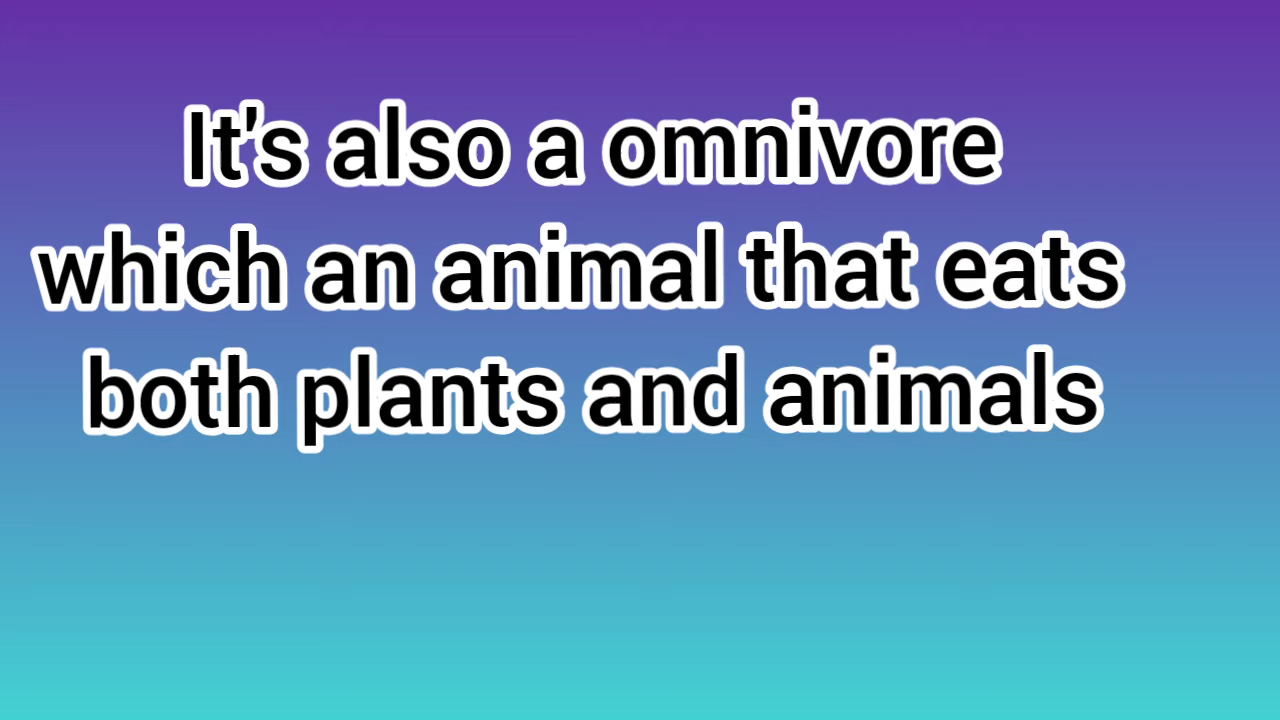 It's also a omnivore
which an animal that eats
both plants and animals